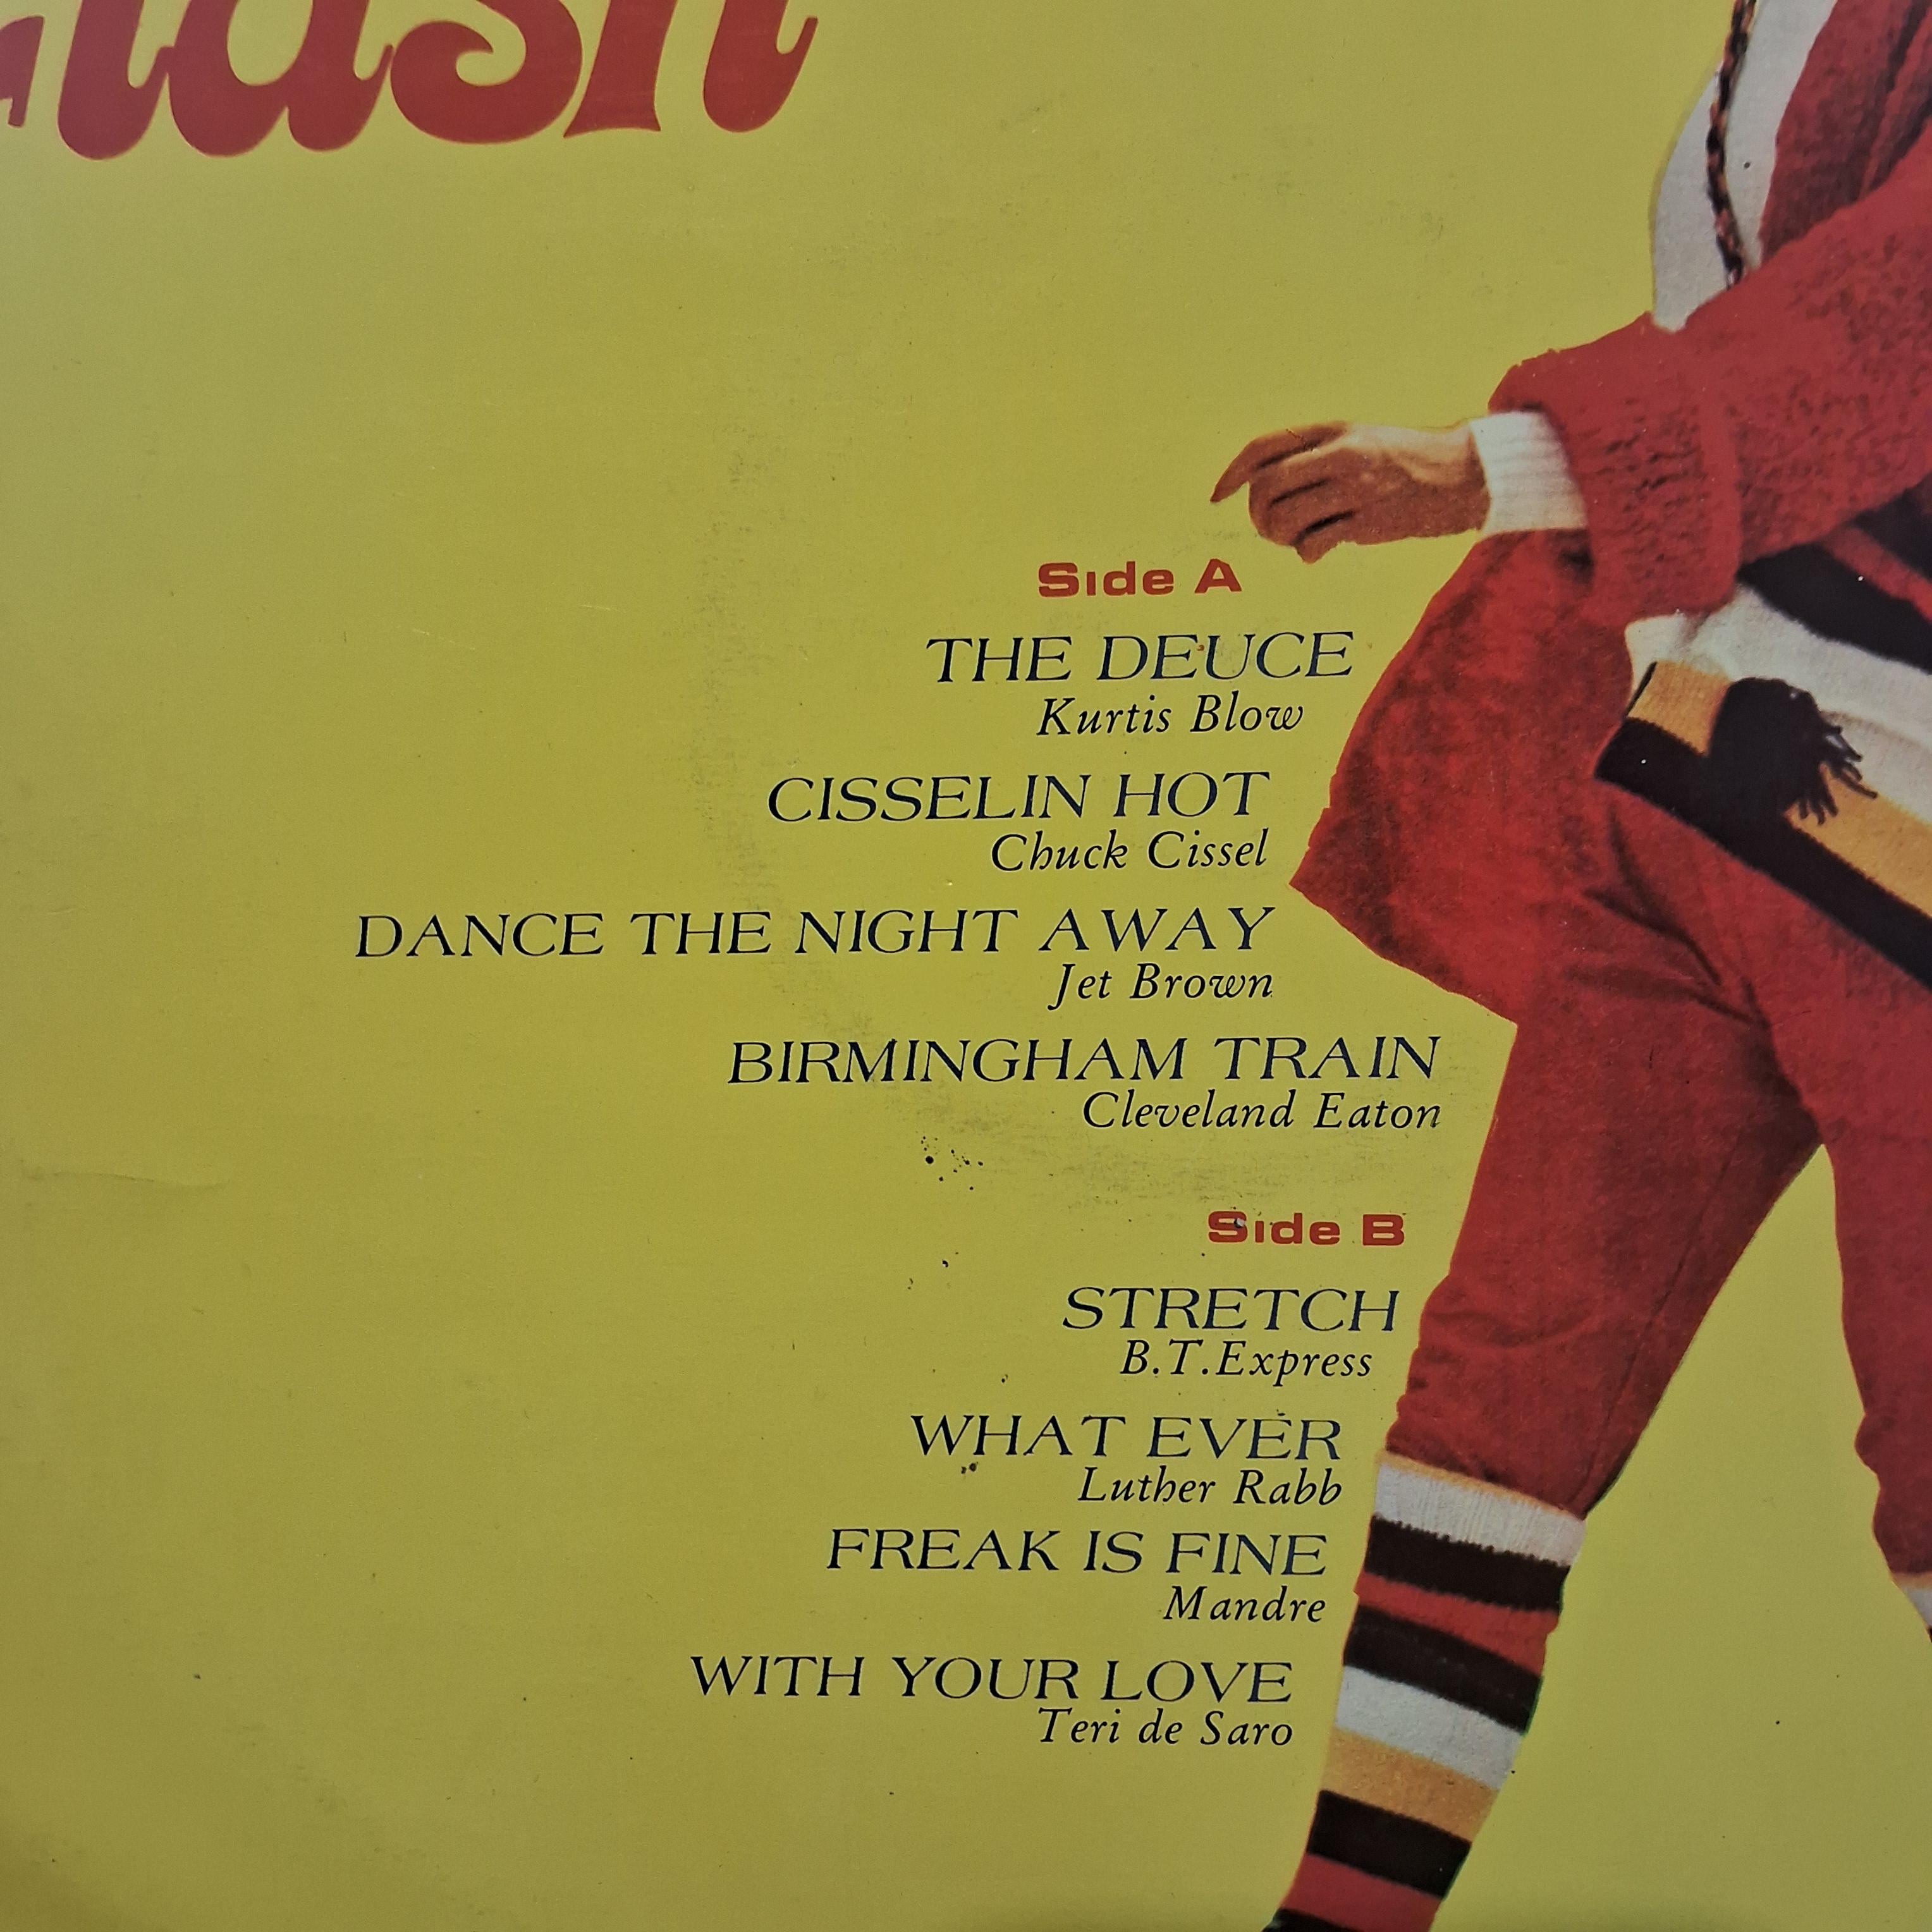 Side A
THE DEUCE
Kurtis Blow
CISSELIN HOT
Chuck Cissel
DANCE THE NIGHT AWAY
Jet Brown
BIRMINGHAM TRAIN
Cleveland Eaton
Side B
STRETCH
B.T.Express
WHAT EVER
Luther Rabb
FREAK IS FINE
Mandre
WITH YOUR LOVE
Teri de Saro